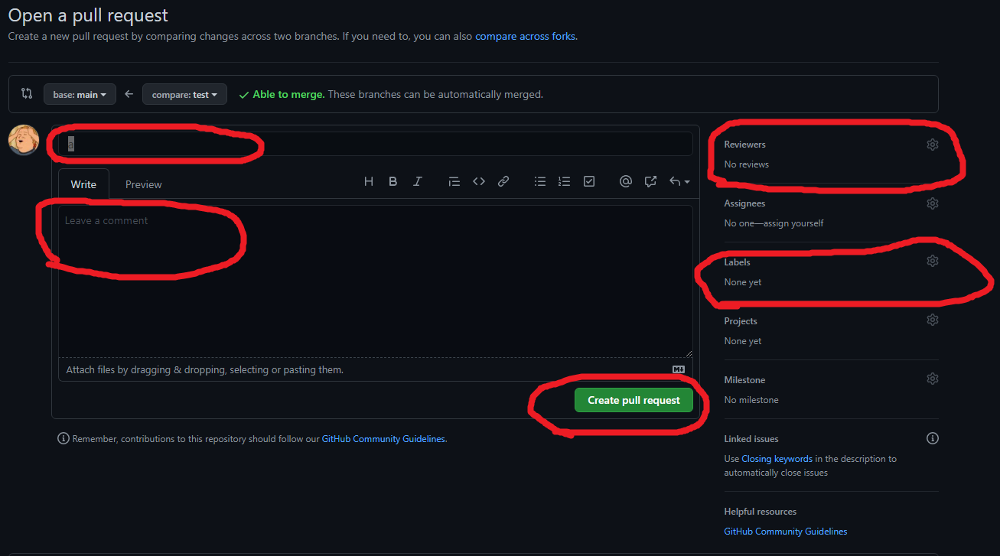 Open a pull request
Create a new pull request by comparing changes across two branches. If you need to, you can also compare across forks.
base: main
compare: test
Able to merge. These branches can be automatically merged.
a
Write
Preview
H B I
Leave a comment
Attach files by dragging & dropping, selecting or pasting them.
M
Create pull request
Remember, contributions to this repository should follow our GitHub Community Guidelines.
Reviewers
No reviews
Assignees
No one—assign yourself
Labels
None yet
Projects
None yet
Milestone
No milestone
Linked issues
Use Closing keywords in the description to
automatically close issues
Helpful resources
GitHub Community Guidelines